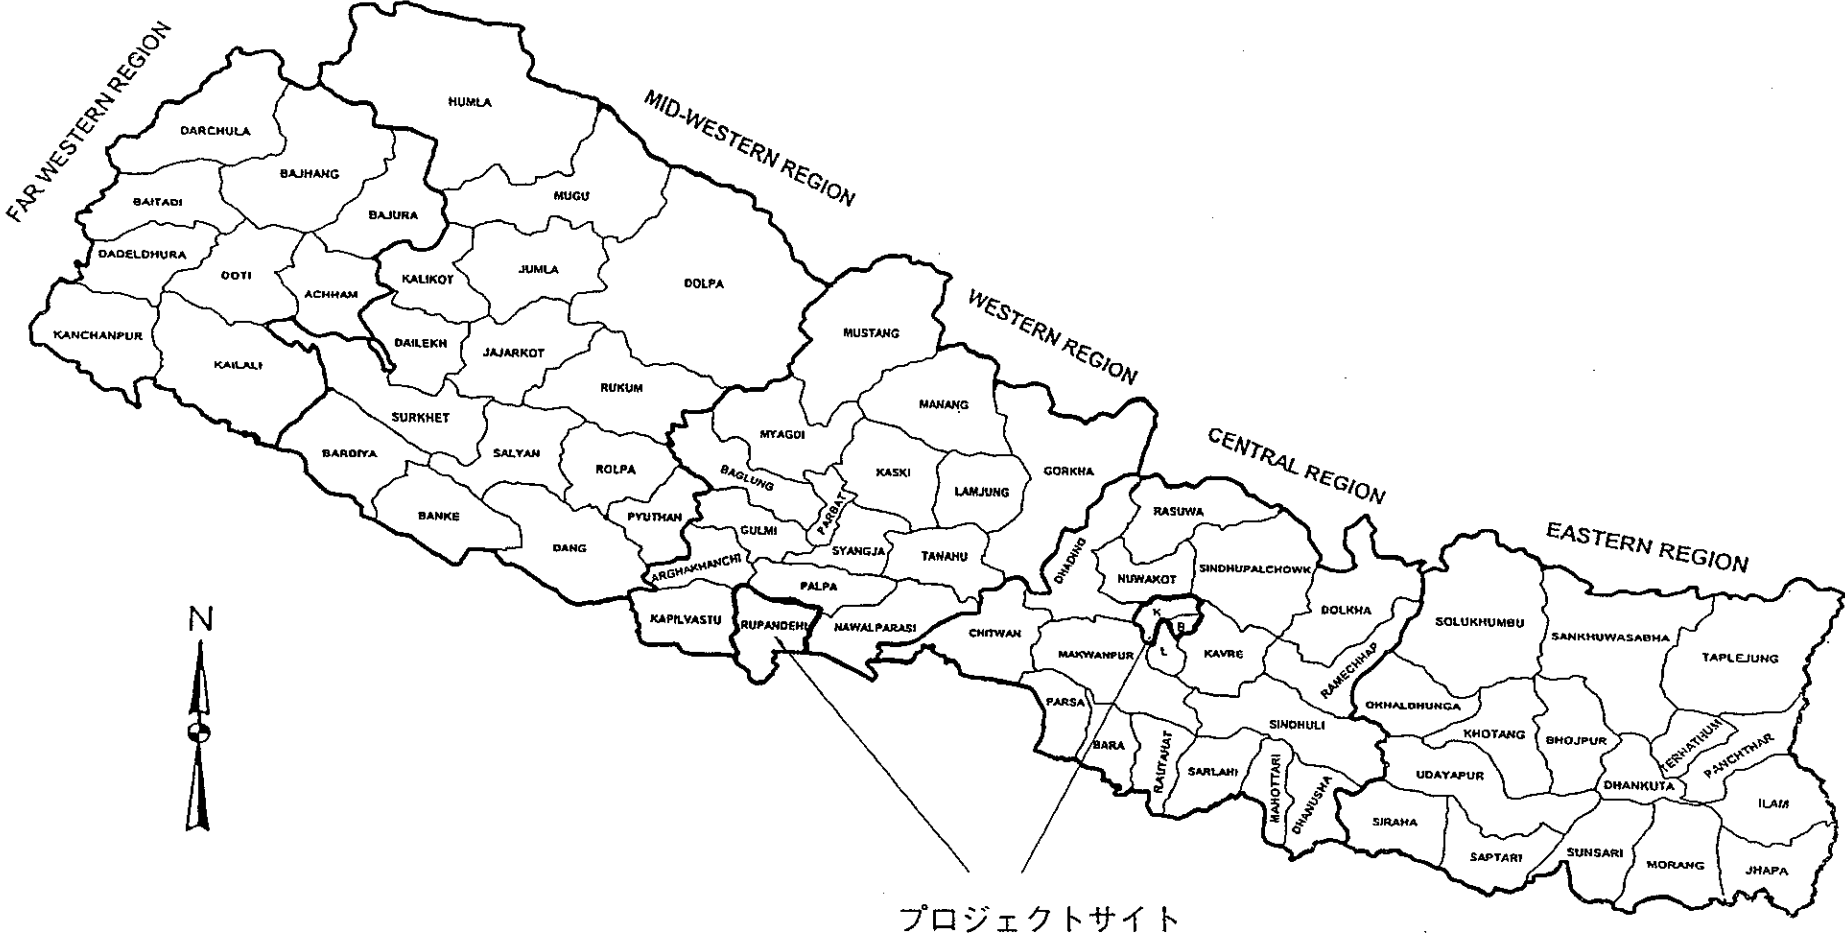 FAR WESTERN REGION
MID-WESTERN REGION
WESTERN REGION
CENTRAL REGION
EASTERN REGION
HUMLA
DARCHULA
BAJHANG
BAITADI
BAJURA
MUGU
DADELDHURA
DOTI
ACHHAM
KALIKOT
JUMLA
DOLPA
KANCHANPUR
KAILALI
DAILEKH
JAJARKOT
RUKUM
SURKHET
BARDIYA
SALYAN
ROLPA
BANKE
PYUTHAN
DANG
MUSTANG
MANANG
MYAGDI
BAGLUNG
PARBAT
KASKI
LAMJUNG
GORKHA
GULMI
SYANGJA
TANAHU
ARGHAKHANCHI
PALPA
KAPILVASTU
RUPANDEHI
NAWALPARASI
CHITWAN
DHADING
RASUWA
NUWAKOT
SINDHUPALCHOWK
DOLKHA
K
B
L
KAVRE
MAKWANPUR
RAMECHHAP
PARSA
BARA
RAUTAHAT
SARLAHI
MAHOTTARI
DHANUSHA
SINDHULI
SOLUKHUMBU
SANKHUWASABHA
TAPLEJUNG
OKHALDHUNGA
KHOTANG
BHOJPUR
TERHATHUM
PANCHTHAR
UDAYAPUR
DHANKUTA
ILAM
SIRAHA
SAPTARI
SUNSARI
MORANG
JHAPA
N
プロジェクトサイト